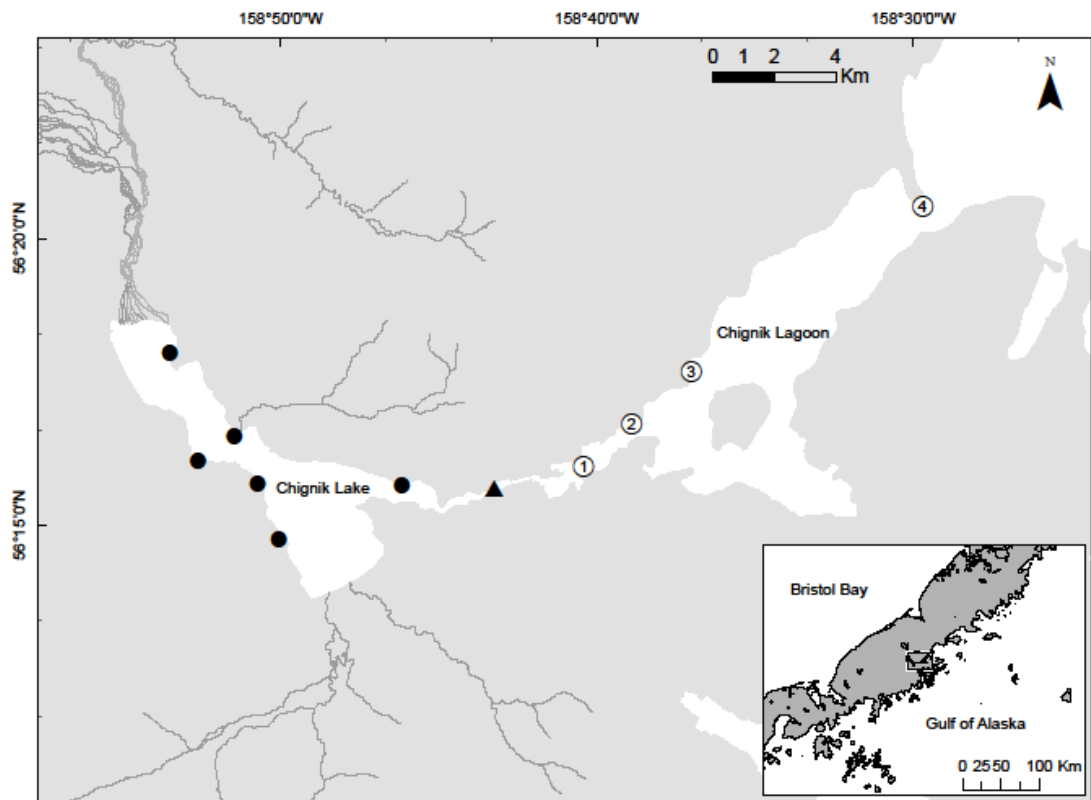 158°50'0"W 158°40'0"W 158°30'0"W
0 1 2 4
Km
N
56°20'0"N
4
Chignik Lagoon
3
2
1
Chignik Lake
56°15'0"N
Bristol Bay
Gulf of Alaska
0 25 50 100 Km